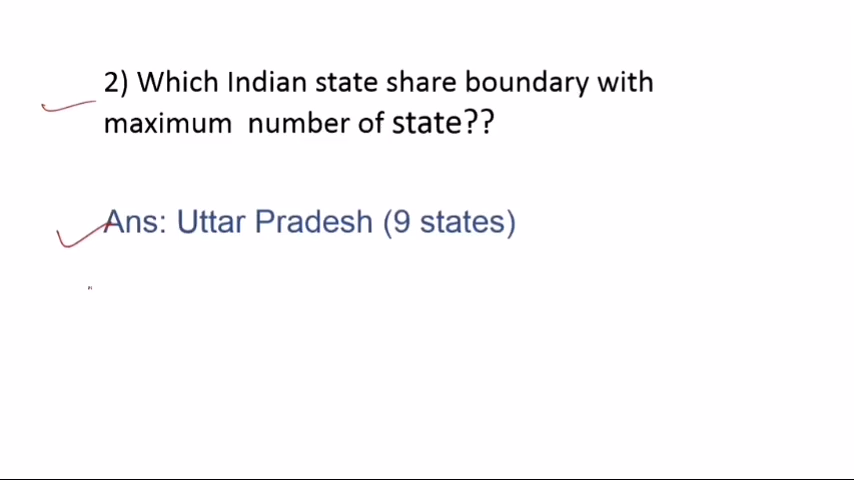 2) Which Indian state share boundary with
maximum number of state??
Ans: Uttar Pradesh (9 states)